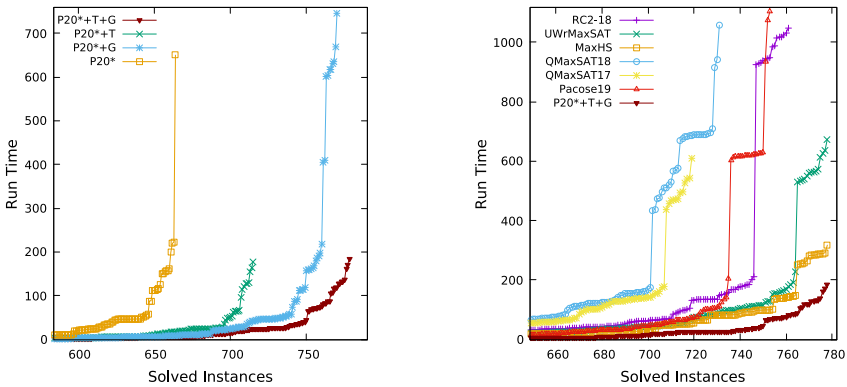 P20*+T+G
P20*+T
P20*+G
P20*
700
600
500
400
300
200
100
0
600
650
700
750
Run Time
Solved Instances
RC2-18
UWrMaxSAT
MaxHS
QMaxSAT18
QMaxSAT17
Pacose19
P20*+T+G
1000
800
600
400
200
0
660
680
700
720
740
760
780
Run Time
Solved Instances